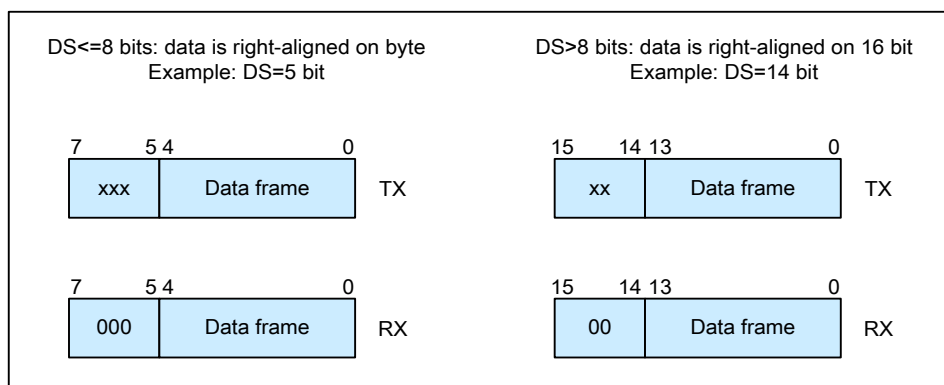 DS<=8 bits: data is right-aligned on byte
Example: DS=5 bit
7 5 4 0
xxx Data frame TX
7 5 4 0
000 Data frame RX
DS>8 bits: data is right-aligned on 16 bit
Example: DS=14 bit
15 14 13 0
xx Data frame TX
15 14 13 0
00 Data frame RX